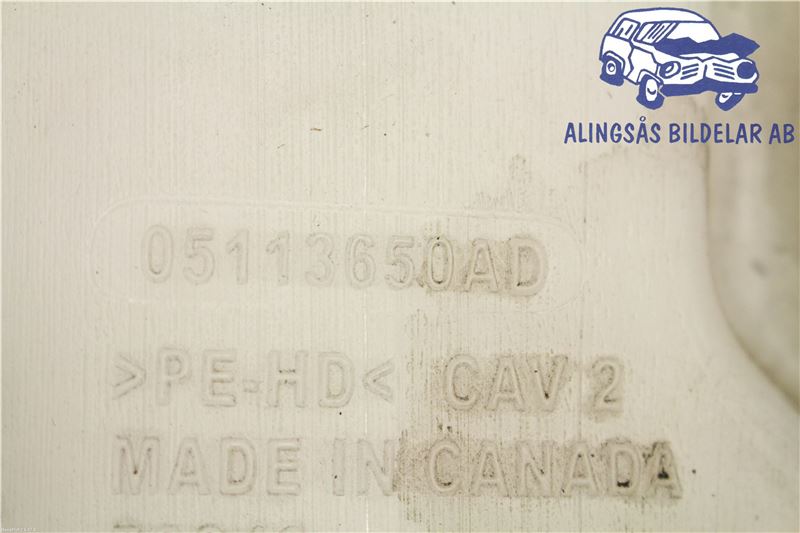 ALINGSÅS BILDELAR AB
05113650AD
>PE-HD< CAV 2
MADE IN CANADA